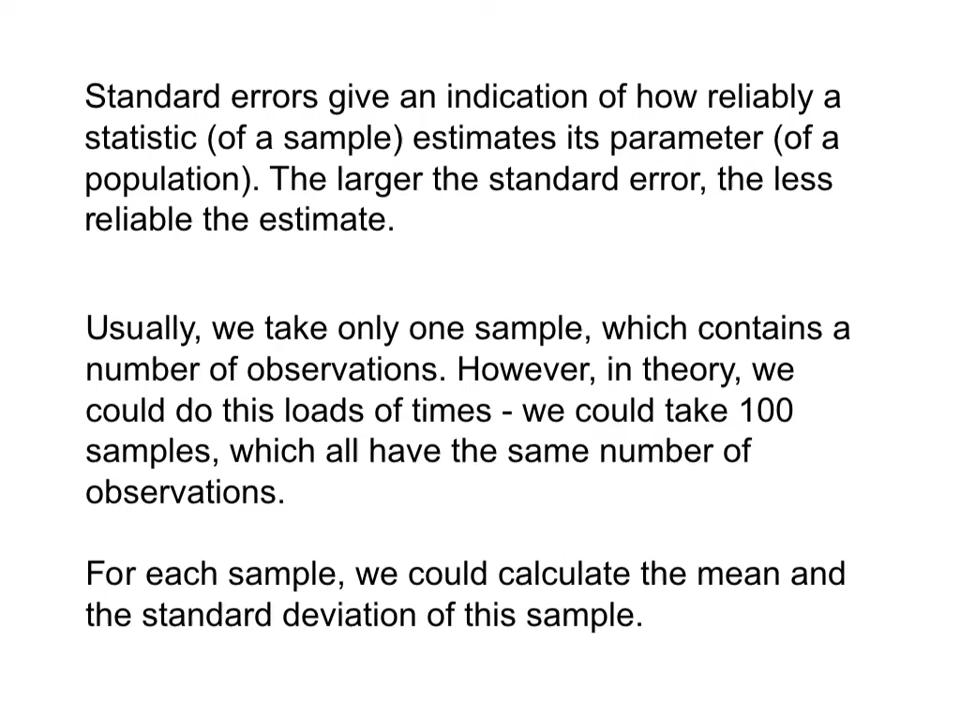 Standard errors give an indication of how reliably a
statistic (of a sample) estimates its parameter (of a
population). The larger the standard error, the less
reliable the estimate.
Usually, we take only one sample, which contains a
number of observations. However, in theory, we
could do this loads of times - we could take 100
samples, which all have the same number of
observations.
For each sample, we could calculate the mean and
the standard deviation of this sample.